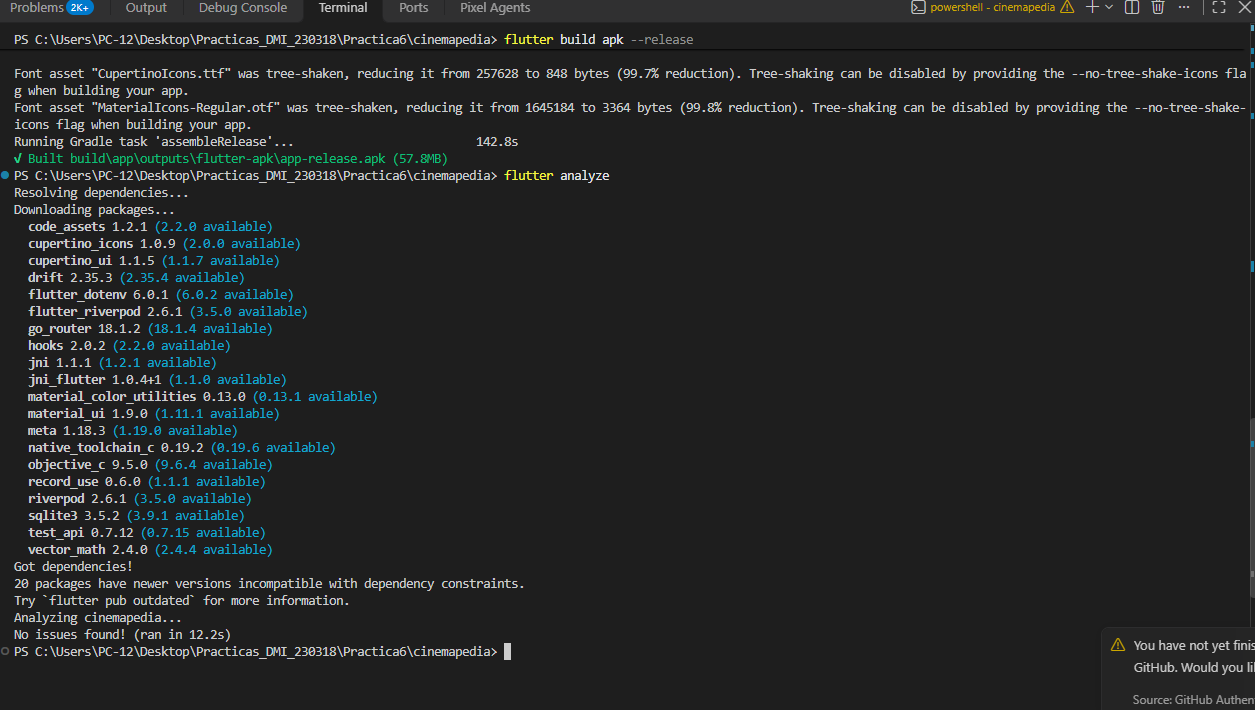 Problems 2K+ Output Debug Console Terminal Ports Pixel Agents powershell - cinemapedia
PS C:\Users\PC-12\Desktop\Practicas_DMI_230318\Practica6\cinemapedia> flutter build apk --release
Font asset "CupertinoIcons.ttf" was tree-shaken, reducing it from 257628 to 848 bytes (99.7% reduction). Tree-shaking can be disabled by providing the --no-tree-shake-icons fla
g when building your app.
Font asset "MaterialIcons-Regular.otf" was tree-shaken, reducing it from 1645184 to 3364 bytes (99.8% reduction). Tree-shaking can be disabled by providing the --no-tree-shake-
icons flag when building your app.
Running Gradle task 'assembleRelease'... 142.8s
√ Built build\app\outputs\flutter-apk\app-release.apk (57.8MB)
PS C:\Users\PC-12\Desktop\Practicas_DMI_230318\Practica6\cinemapedia> flutter analyze
Resolving dependencies...
Downloading packages...
code_assets 1.2.1 (2.2.0 available)
cupertino_icons 1.0.9 (2.0.0 available)
cupertino_ui 1.1.5 (1.1.7 available)
drift 2.35.3 (2.35.4 available)
flutter_dotenv 6.0.1 (6.0.2 available)
flutter_riverpod 2.6.1 (3.5.0 available)
go_router 18.1.2 (18.1.4 available)
hooks 2.0.2 (2.2.0 available)
jni 1.1.1 (1.2.1 available)
jni_flutter 1.0.4+1 (1.1.0 available)
material_color_utilities 0.13.0 (0.13.1 available)
material_ui 1.9.0 (1.11.1 available)
meta 1.18.3 (1.19.0 available)
native_toolchain_c 0.19.2 (0.19.6 available)
objective_c 9.5.0 (9.6.4 available)
record_use 0.6.0 (1.1.1 available)
riverpod 2.6.1 (3.5.0 available)
sqlite3 3.5.2 (3.9.1 available)
test_api 0.7.12 (0.7.15 available)
vector_math 2.4.0 (2.4.4 available)
Got dependencies!
20 packages have newer versions incompatible with dependency constraints.
Try `flutter pub outdated` for more information.
Analyzing cinemapedia...
No issues found! (ran in 12.2s)
PS C:\Users\PC-12\Desktop\Practicas_DMI_230318\Practica6\cinemapedia>
You have not yet finis
GitHub. Would you li
Source: GitHub Authen